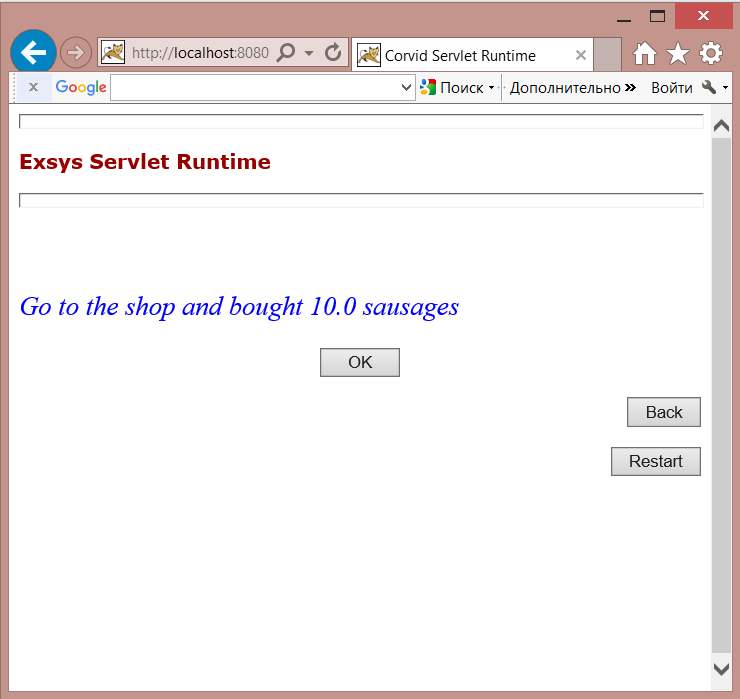 http://localhost:8080
Corvid Servlet Runtime
x Google Поиск Дополнительно » Войти
Exsys Servlet Runtime
Go to the shop and bought 10.0 sausages
OK
Back
Restart